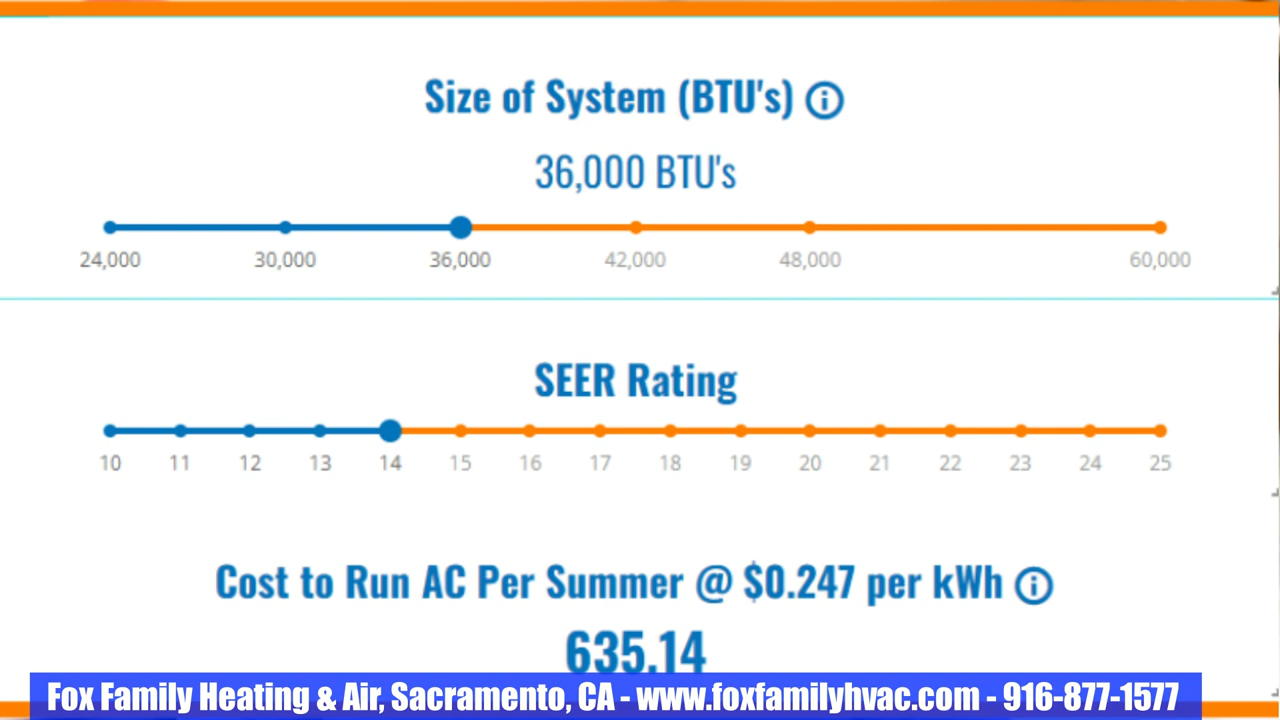 Size of System (BTU's)
36,000 BTU's
24,000 30,000 36,000 42,000 48,000 60,000
SEER Rating
10 11 12 13 14 15 16 17 18 19 20 21 22 23 24 25
Cost to Run AC Per Summer @ $0.247 per kWh
635.14
Fox Family Heating & Air, Sacramento, CA - www.foxfamilyhvac.com - 916-877-1577